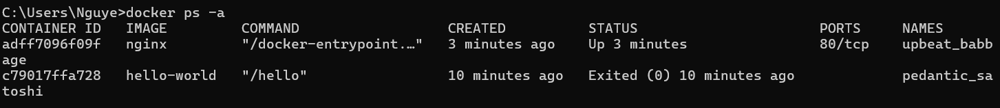 C:\Users\Nguye>docker ps -a
CONTAINER ID   IMAGE         COMMAND                  CREATED          STATUS                      PORTS     NAMES
adff7096f09f   nginx         "/docker-entrypoint.…"   3 minutes ago    Up 3 minutes                80/tcp    upbeat_babb
age
c79017ffa728   hello-world   "/hello"                 10 minutes ago   Exited (0) 10 minutes ago             pedantic_sa
toshi